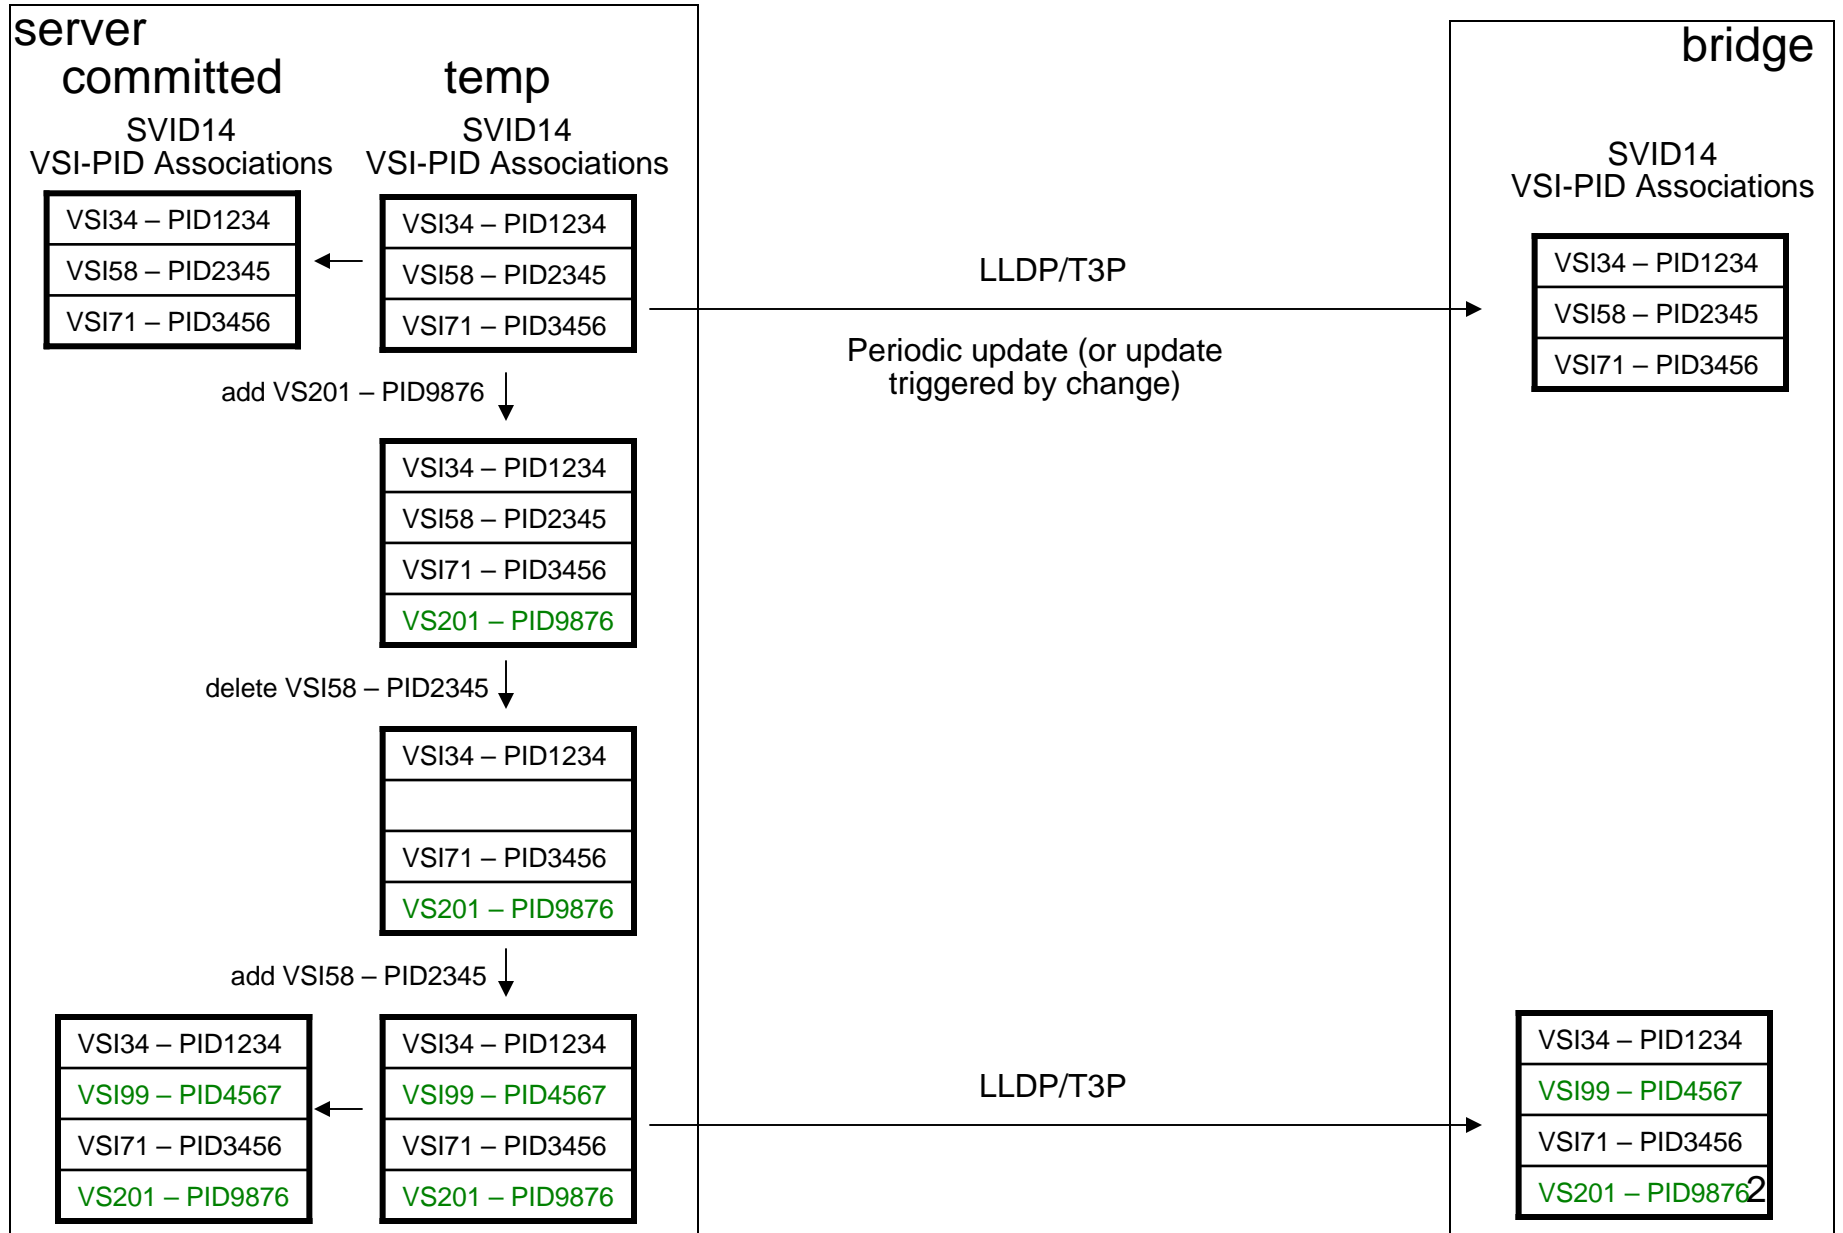 server
committed
temp
bridge
SVID14
VSI-PID Associations
SVID14
VSI-PID Associations
SVID14
VSI-PID Associations
VSI34 – PID1234
VSI58 – PID2345
VSI71 – PID3456
VSI34 – PID1234
VSI58 – PID2345
VSI71 – PID3456
LLDP/T3P
Periodic update (or update
triggered by change)
VSI34 – PID1234
VSI58 – PID2345
VSI71 – PID3456
add VS201 – PID9876
VSI34 – PID1234
VSI58 – PID2345
VSI71 – PID3456
VS201 – PID9876
delete VSI58 – PID2345
VSI34 – PID1234
VSI71 – PID3456
VS201 – PID9876
add VSI58 – PID2345
VSI34 – PID1234
VSI99 – PID4567
VSI71 – PID3456
VS201 – PID9876
VSI34 – PID1234
VSI99 – PID4567
VSI71 – PID3456
VS201 – PID9876
LLDP/T3P
VSI34 – PID1234
VSI99 – PID4567
VSI71 – PID3456
VS201 – PID9876
2